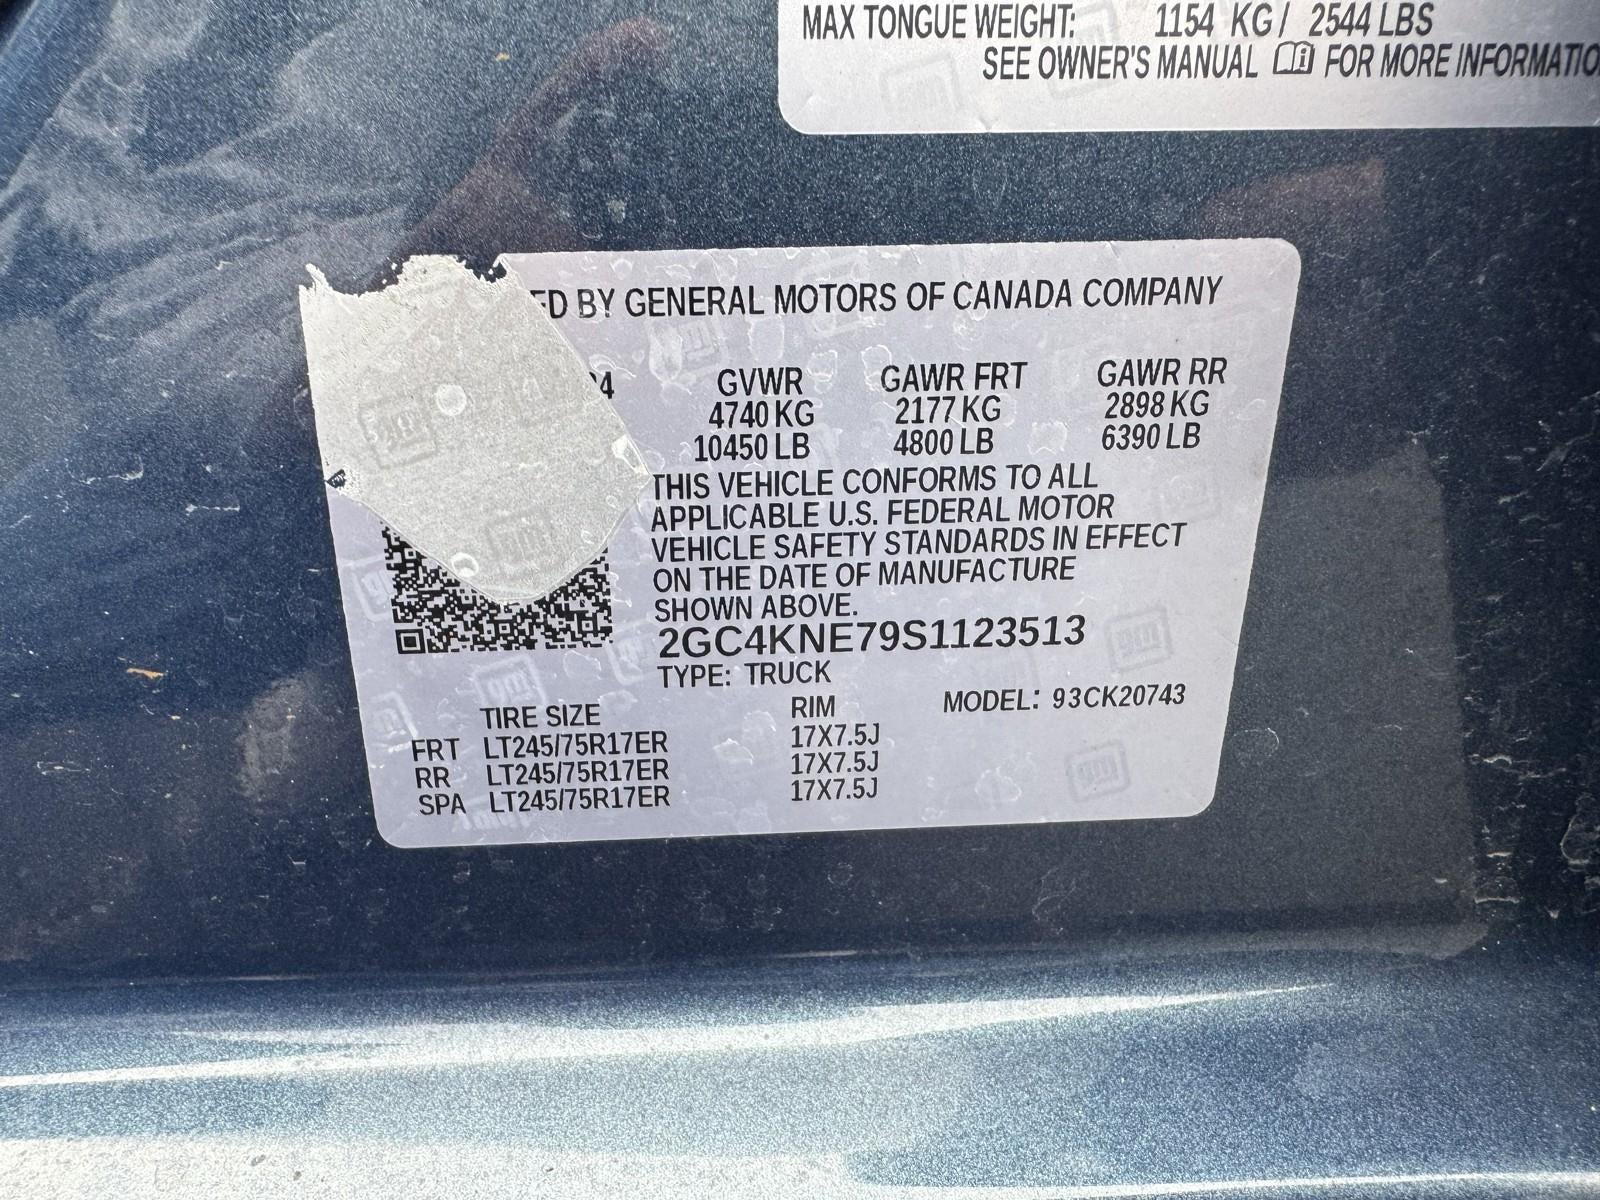 MAX TONGUE WEIGHT: 1154 KG / 2544 LBS
SEE OWNER'S MANUAL FOR MORE INFORMATIO
ED BY GENERAL MOTORS OF CANADA COMPANY
4 GVWR GAWR FRT GAWR RR
4740 KG 2177 KG 2898 KG
10450 LB 4800 LB 6390 LB
THIS VEHICLE CONFORMS TO ALL
APPLICABLE U.S. FEDERAL MOTOR
VEHICLE SAFETY STANDARDS IN EFFECT
ON THE DATE OF MANUFACTURE
SHOWN ABOVE.
2GC4KNE79S1123513
TYPE: TRUCK
TIRE SIZE RIM MODEL: 93CK20743
FRT LT245/75R17ER 17X7.5J
RR LT245/75R17ER 17X7.5J
SPA LT245/75R17ER 17X7.5J